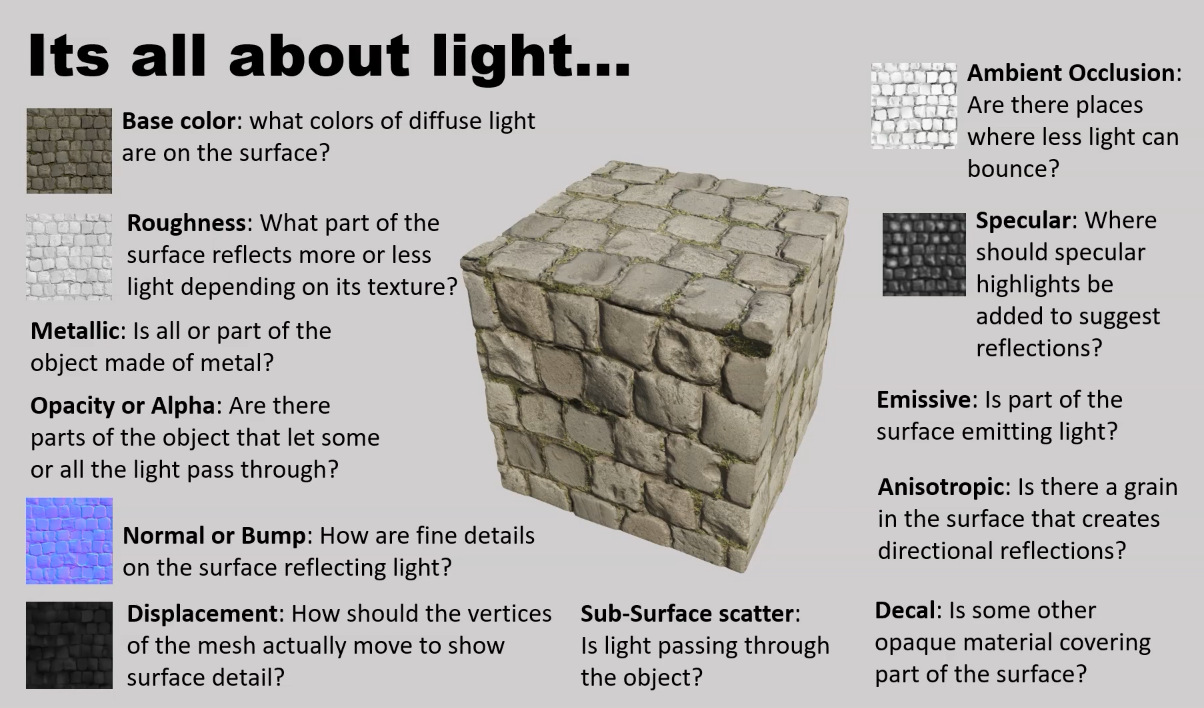 Its all about light...
Base color: what colors of diffuse light
are on the surface?
Roughness: What part of the
surface reflects more or less
light depending on its texture?
Metallic: Is all or part of the
object made of metal?
Opacity or Alpha: Are there
parts of the object that let some
or all the light pass through?
Normal or Bump: How are fine details
on the surface reflecting light?
Displacement: How should the vertices
of the mesh actually move to show
surface detail?
Sub-Surface scatter:
Is light passing through
the object?
Ambient Occlusion:
Are there places
where less light can
bounce?
Specular: Where
should specular
highlights be
added to suggest
reflections?
Emissive: Is part of the
surface emitting light?
Anisotropic: Is there a grain
in the surface that creates
directional reflections?
Decal: Is some other
opaque material covering
part of the surface?